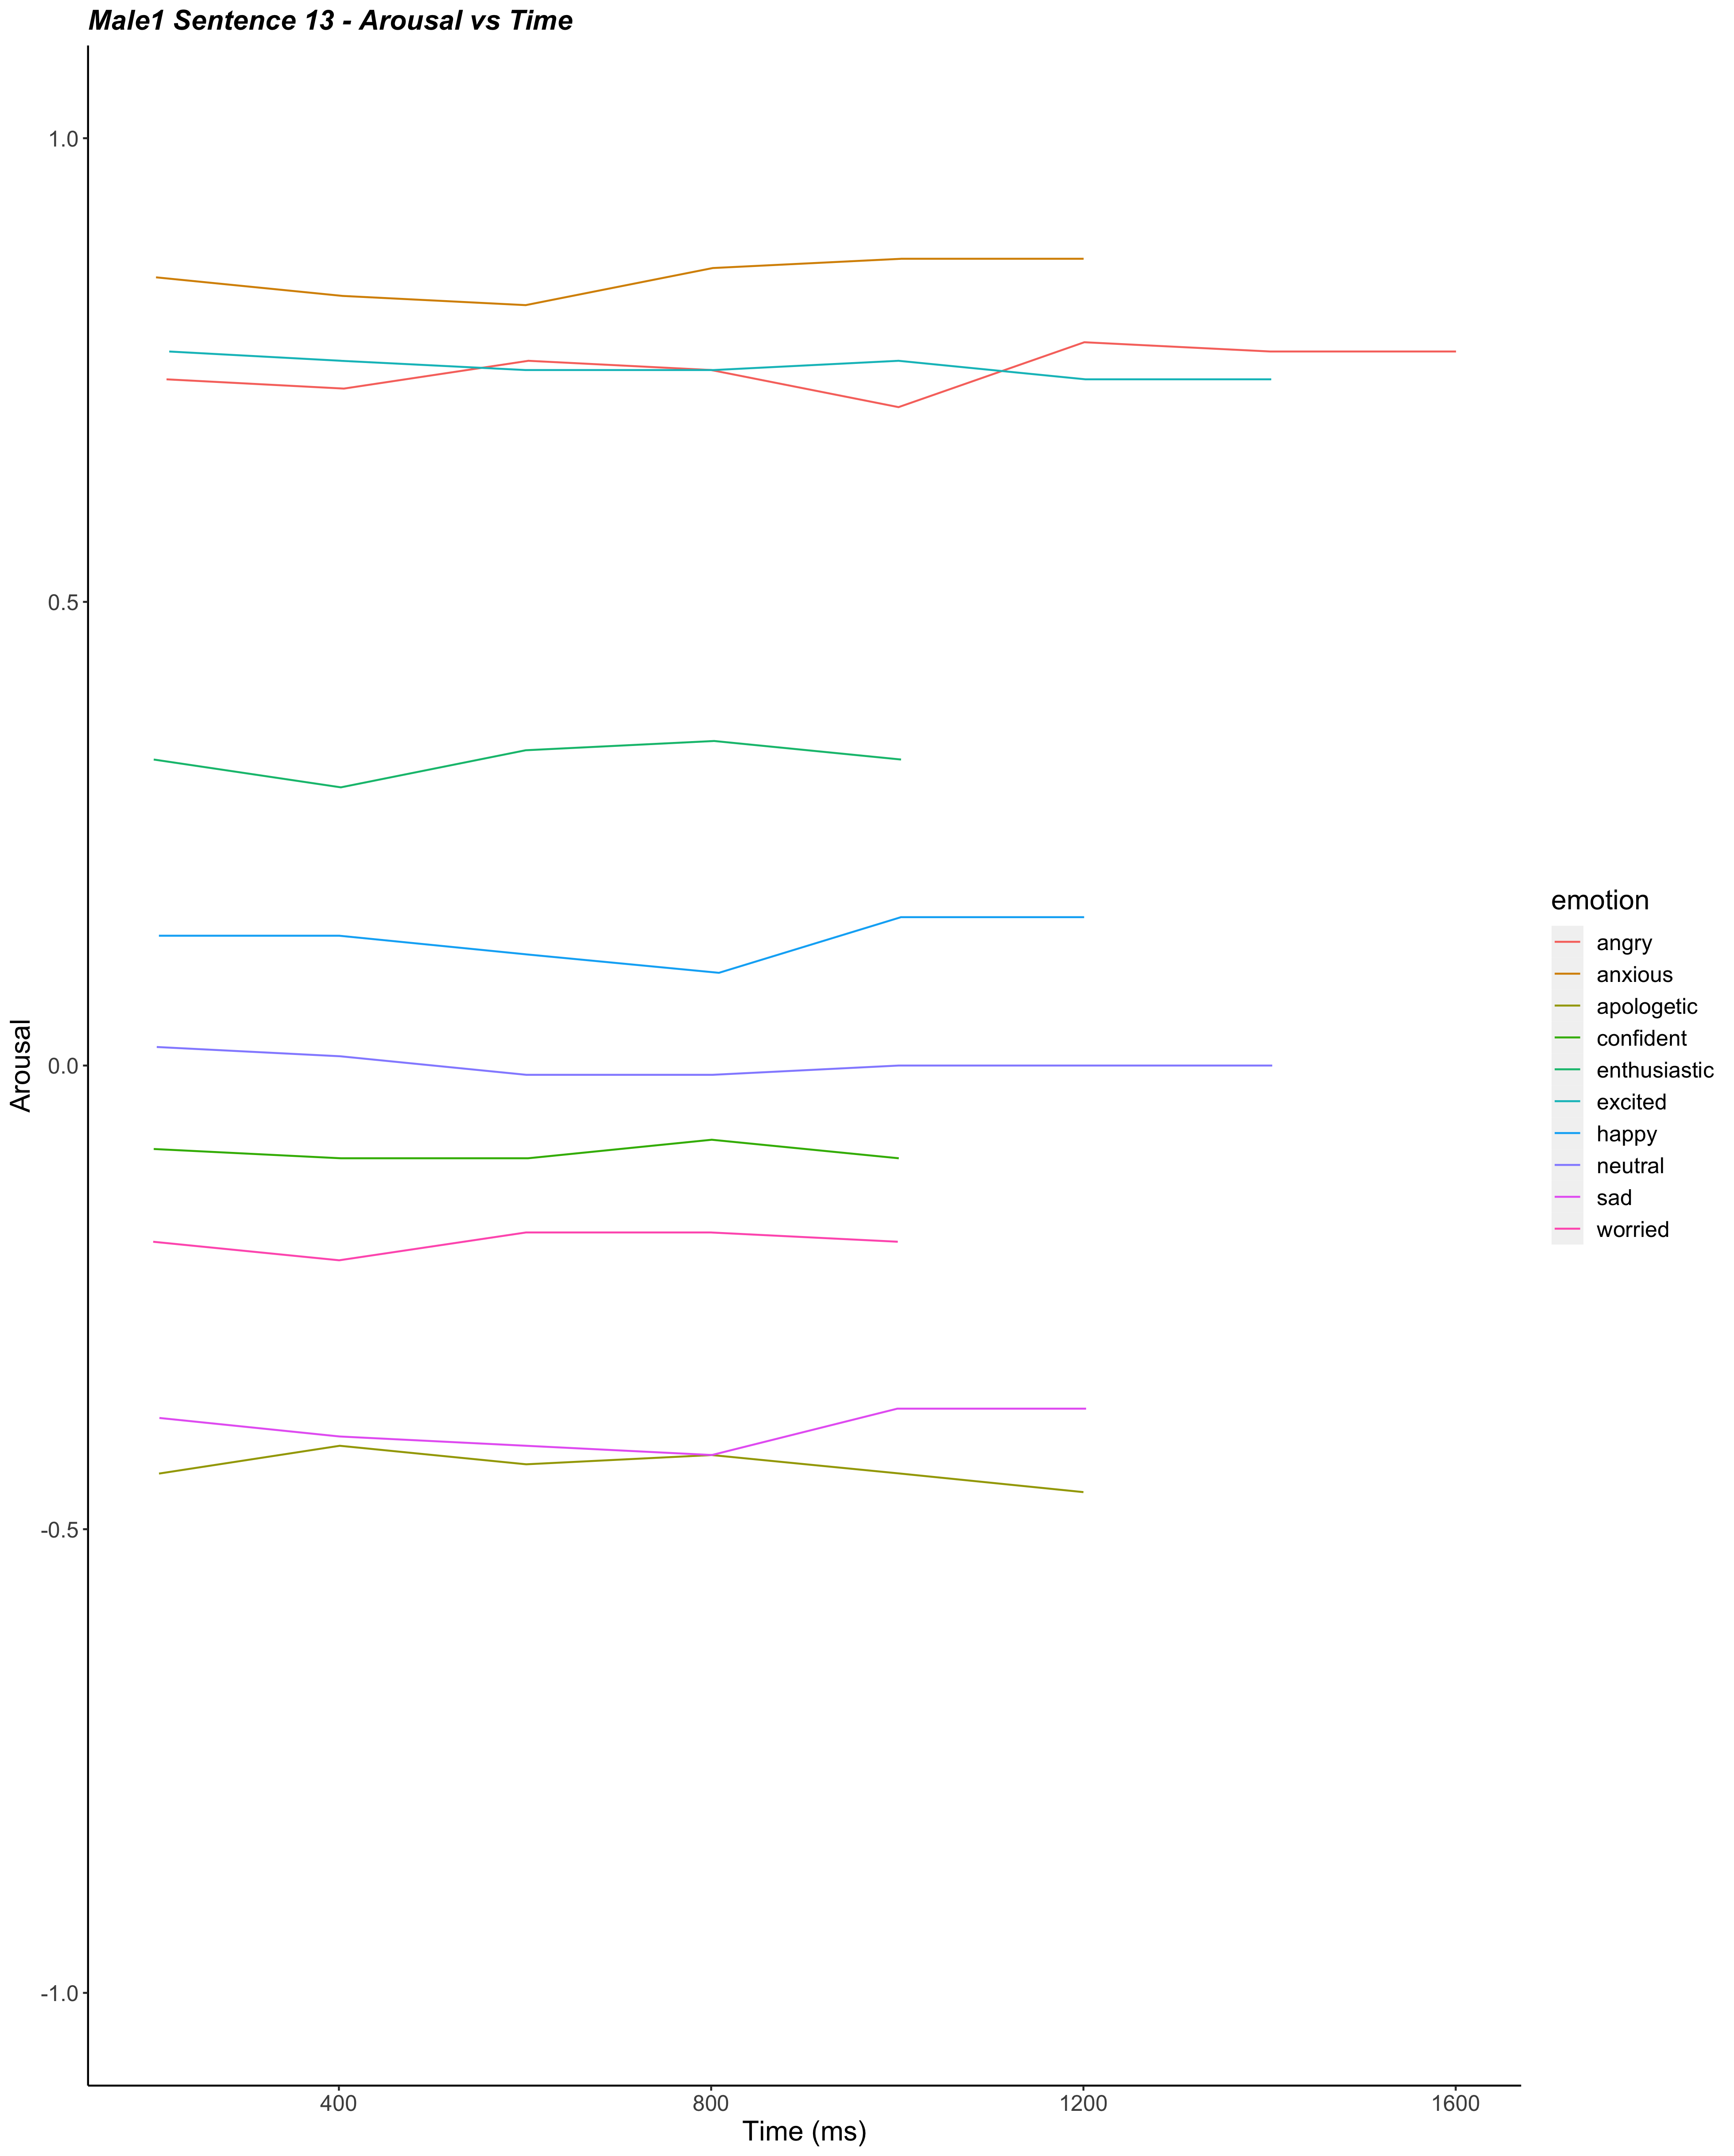 Male1 Sentence 13 - Arousal vs Time
1.0
0.5
0.0
-0.5
-1.0
Arousal
400
800
1200
1600
Time (ms)
emotion
angry
anxious
apologetic
confident
enthusiastic
excited
happy
neutral
sad
worried